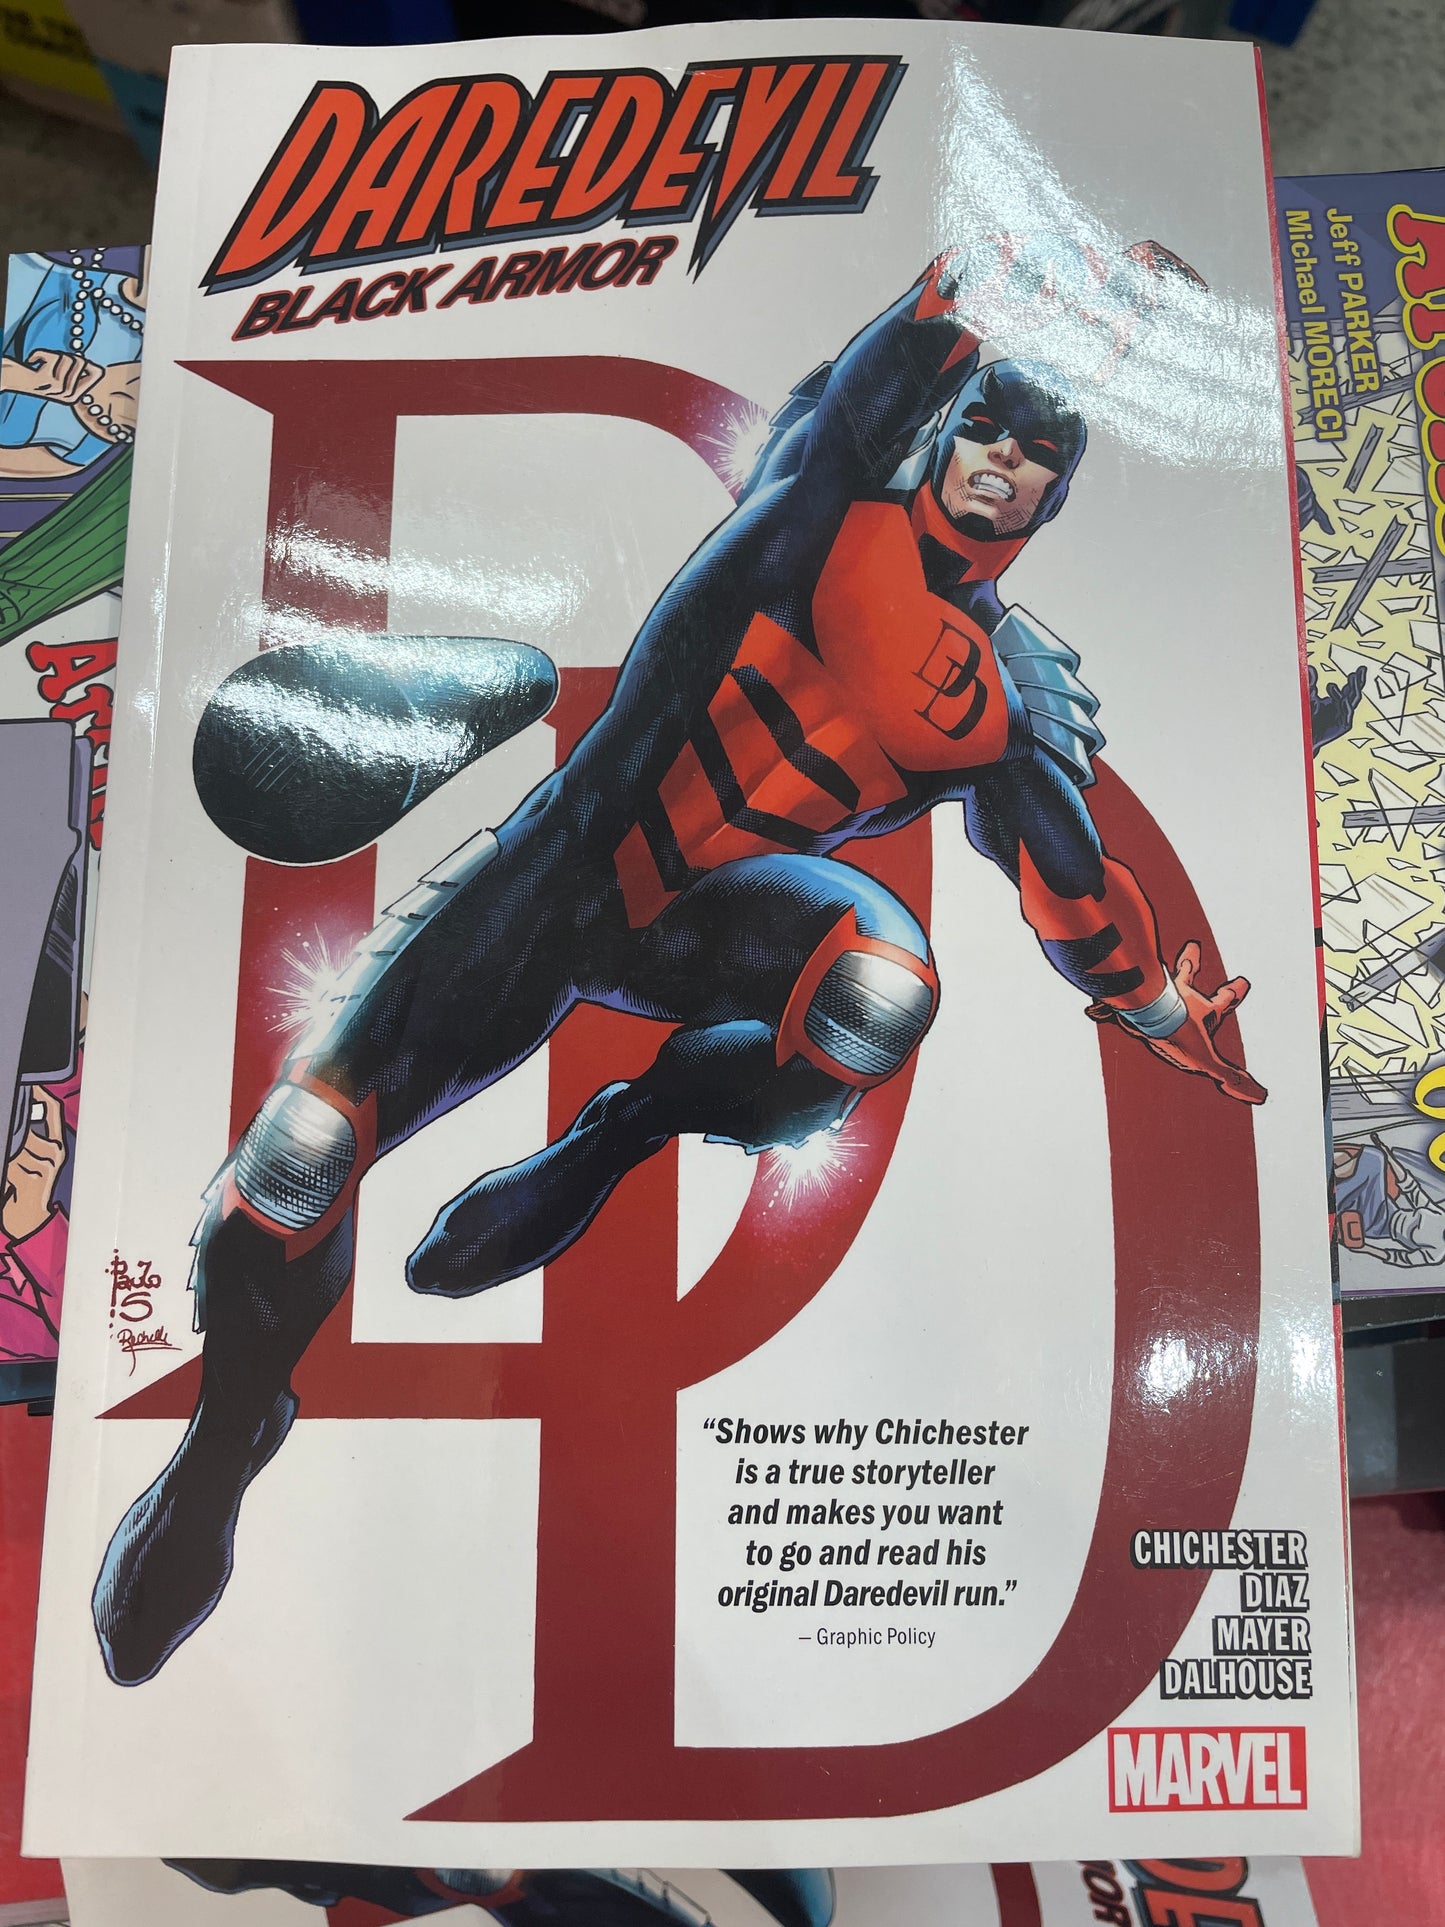 DAREDEVIL
BLACK ARMOR
DD
"Shows why Chichester
is a true storyteller
and makes you want
to go and read his
original Daredevil run."
– Graphic Policy
CHICHESTER
DIAZ
MAYER
DALHOUSE
MARVEL
Jeff PARKER
Michael MORECI